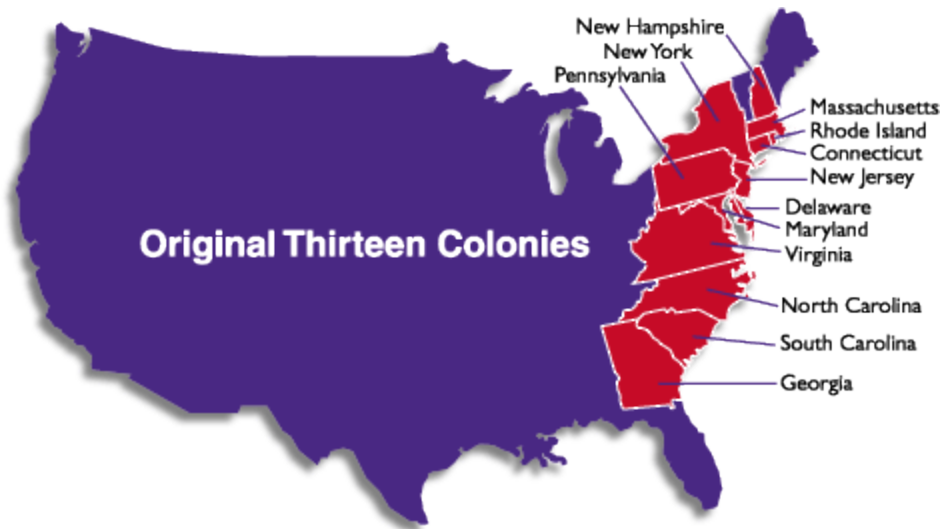 New Hampshire
New York
Pennsylvania
Massachusetts
Rhode Island
Connecticut
New Jersey
Delaware
Maryland
Virginia
Original Thirteen Colonies
North Carolina
South Carolina
Georgia